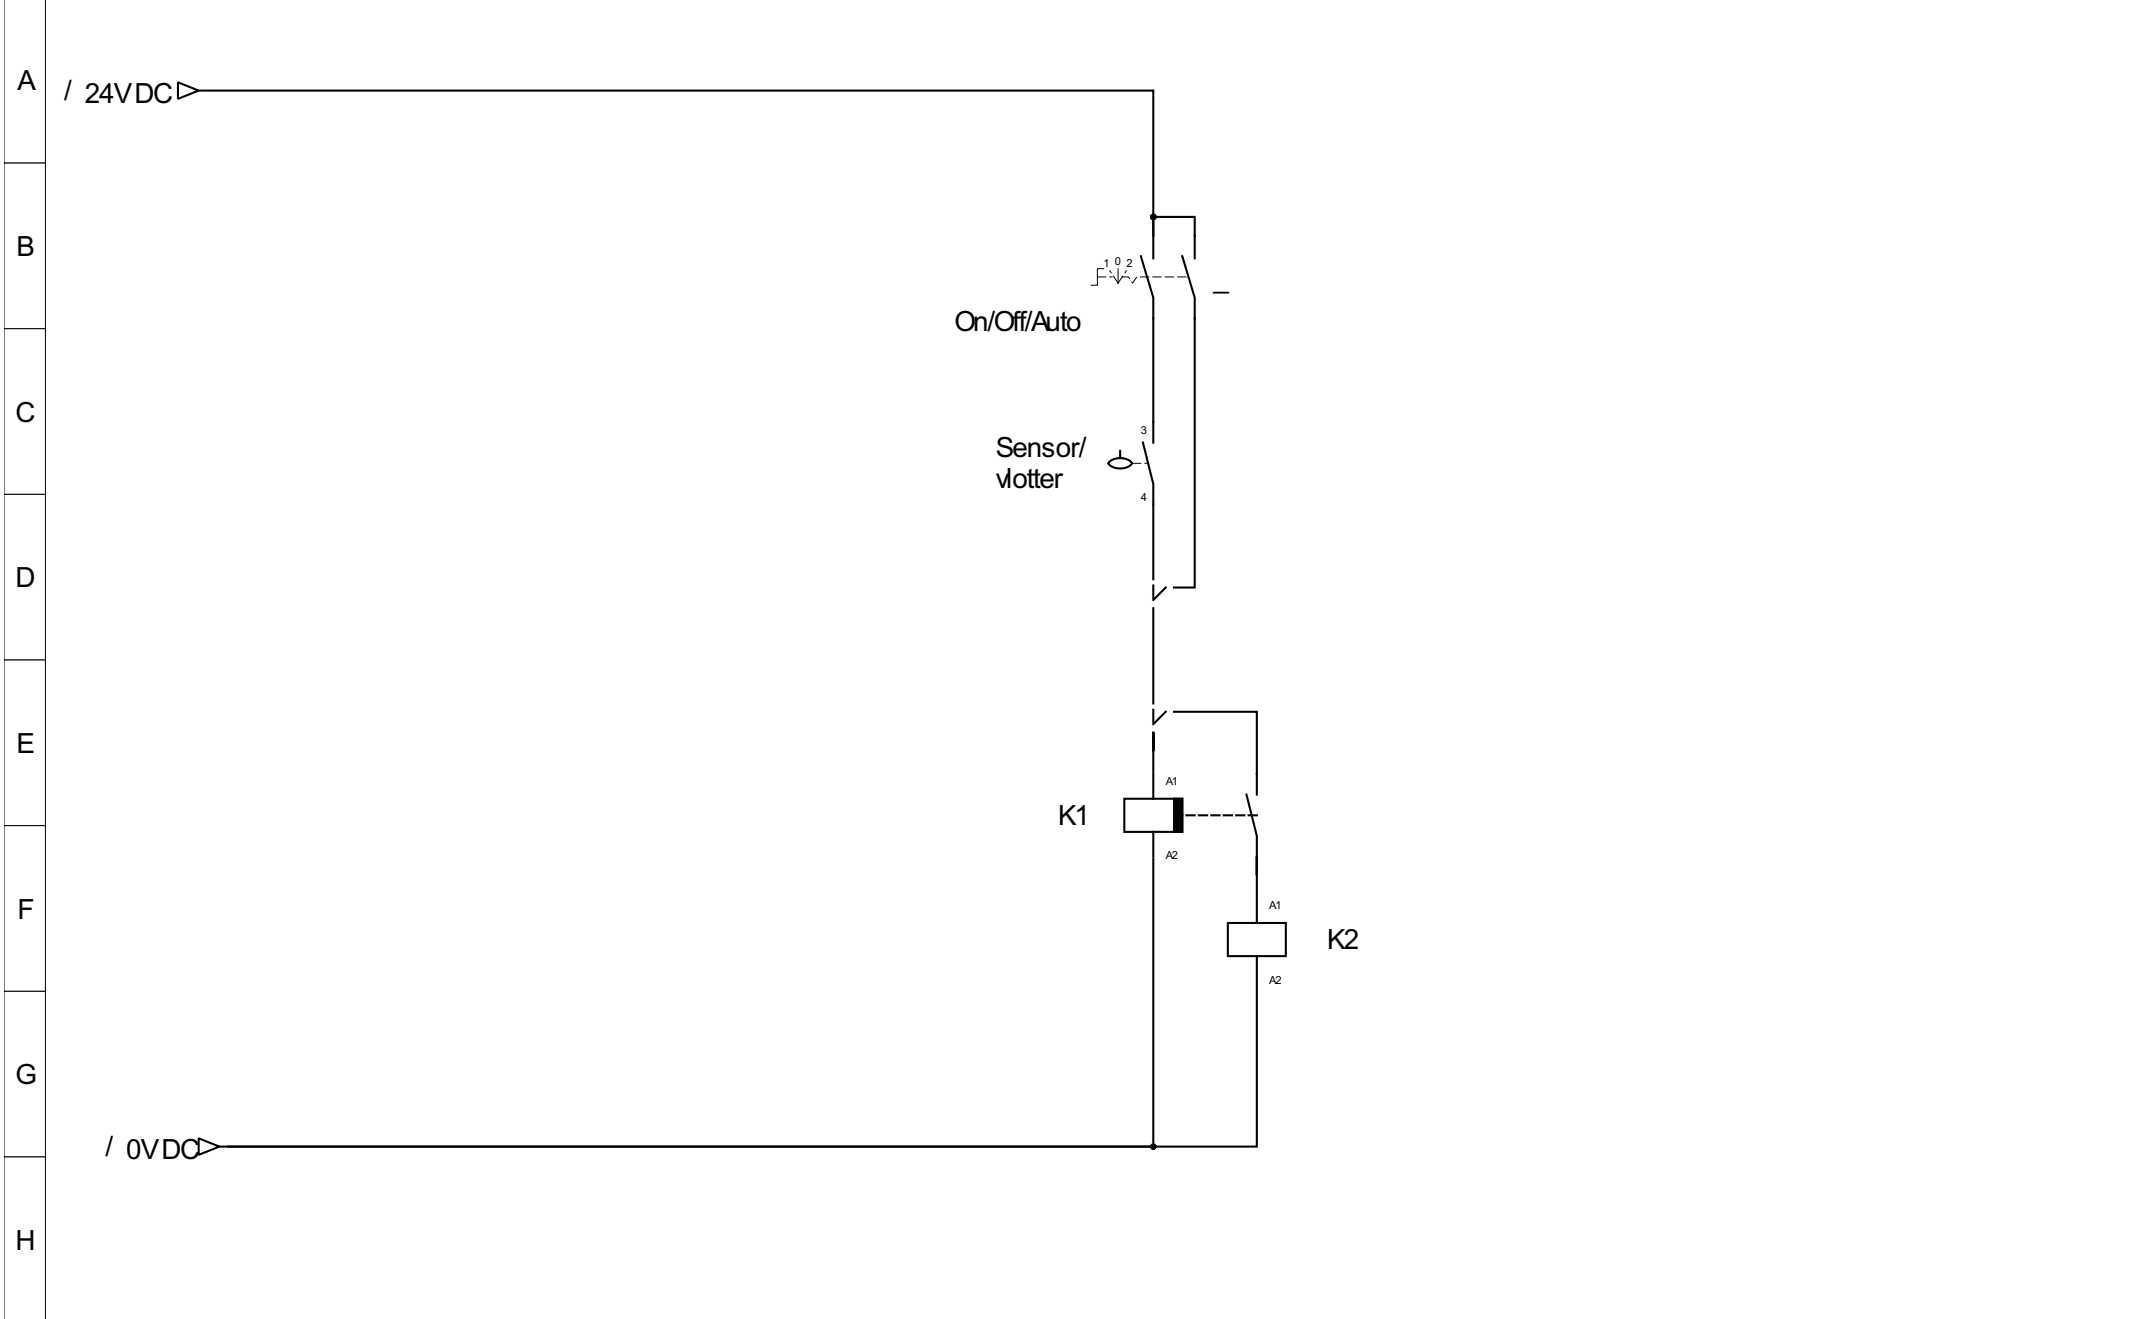 A
/ 24VDC
B
1 0 2
On/Off/Auto
C
3
Sensor/
vlotter
4
D
E
A1
K1
A2
F
A1
K2
A2
G
/ 0VDC
H